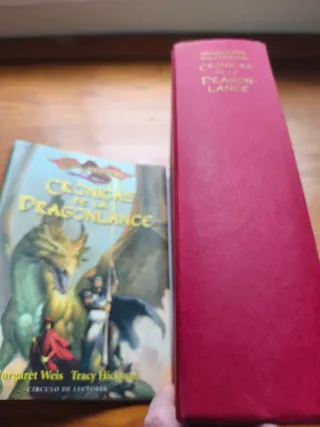 CRÓNICAS
DE LA
DRAGONLANCE
Margaret Weis Tracy Hickman
CÍRCULO DE LECTORES
CRÓNICAS
DE LA
DRAGON-
LANCE